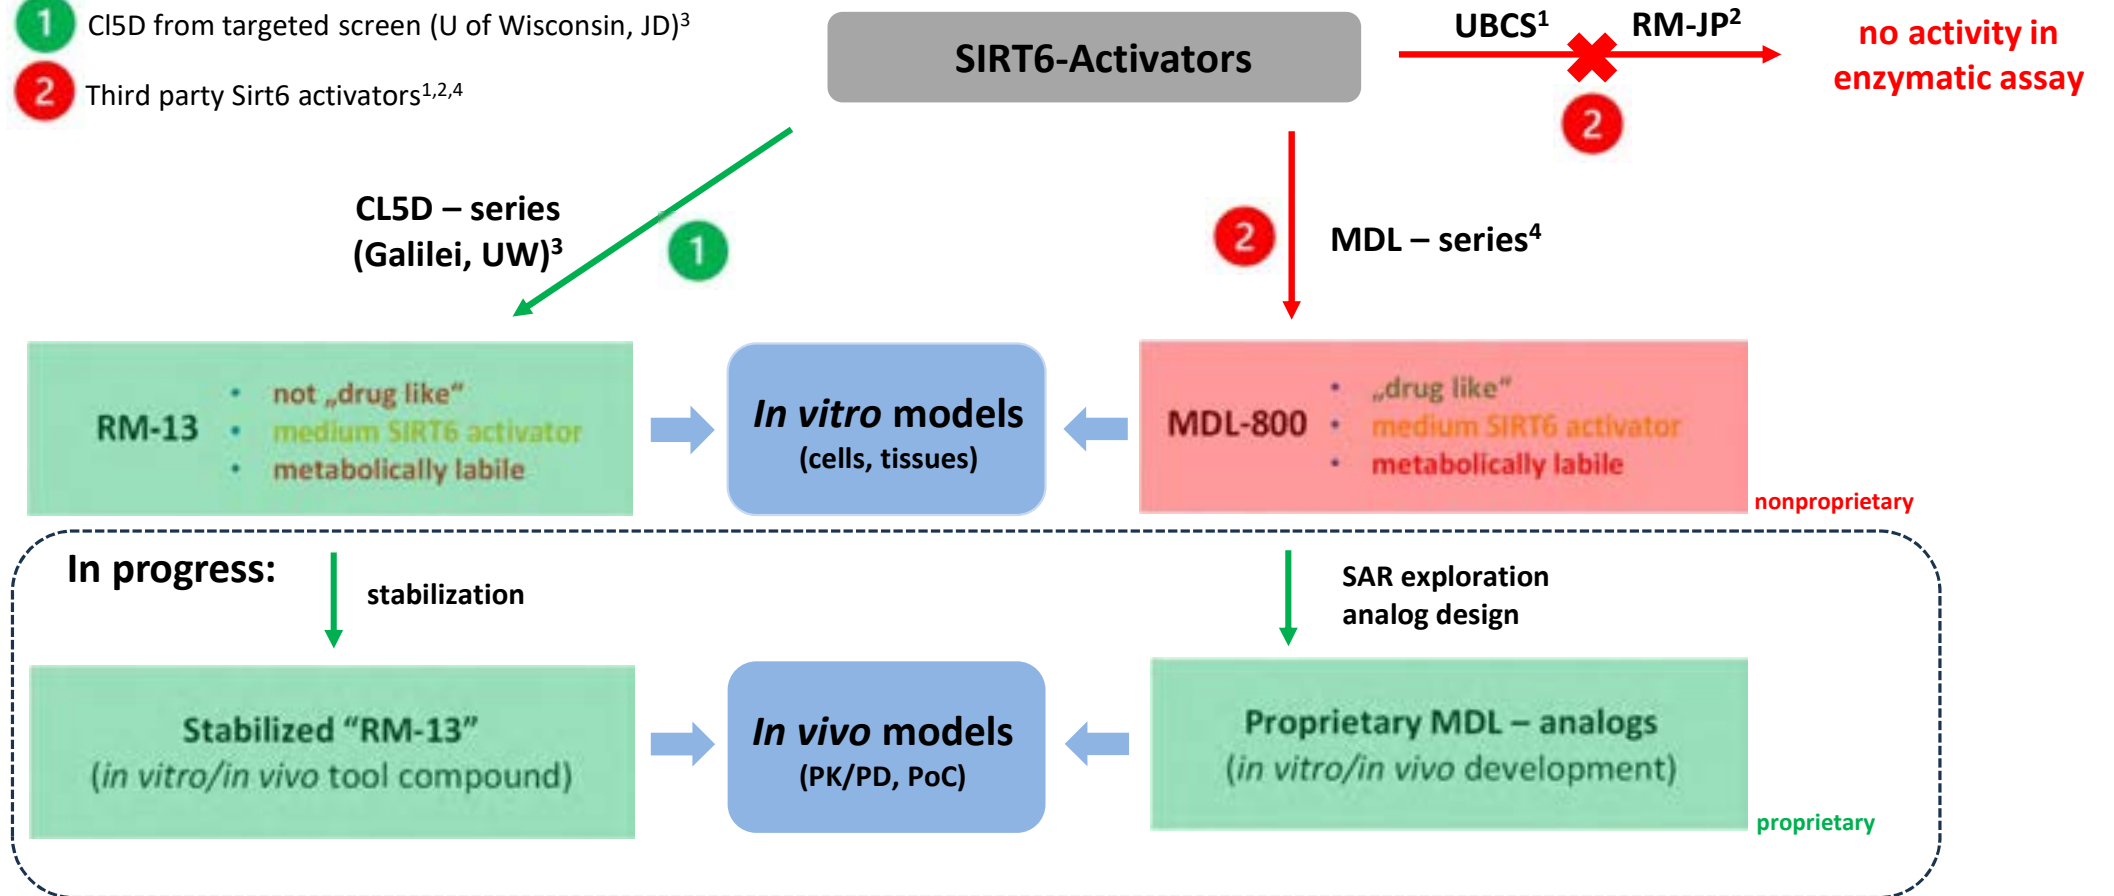 1 Cl5D from targeted screen (U of Wisconsin, JD)3
2 Third party Sirt6 activators1,2,4
SIRT6-Activators
UBCS1 RM-JP2
2
no activity in
enzymatic assay
CL5D – series
(Galilei, UW)3
1
2
MDL – series4
RM-13
• not „drug like“
• medium SIRT6 activator
• metabolically labile
In vitro models
(cells, tissues)
MDL-800
• „drug like“
• medium SIRT6 activator
• metabolically labile
nonproprietary
In progress:
stabilization
SAR exploration
analog design
Stabilized “RM-13”
(in vitro/in vivo tool compound)
In vivo models
(PK/PD, PoC)
Proprietary MDL – analogs
(in vitro/in vivo development)
proprietary